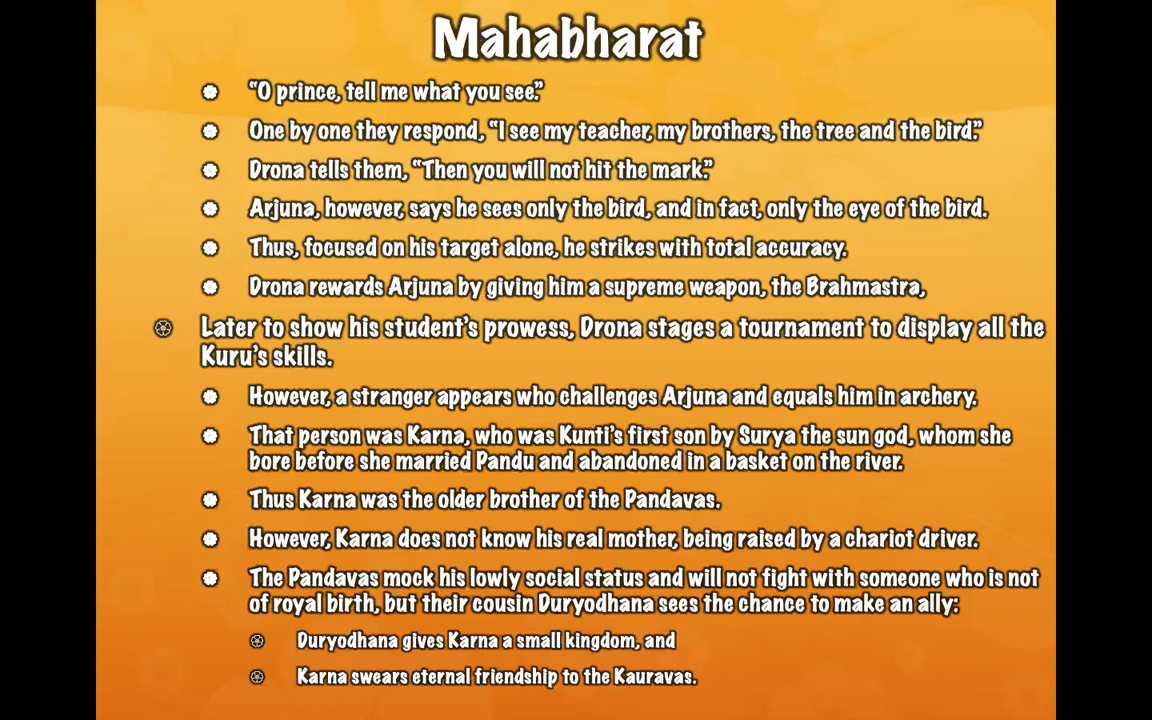 Mahabharat
“O prince, tell me what you see.”
One by one they respond, “I see my teacher, my brothers, the tree and the bird.”
Drona tells them, “Then you will not hit the mark.”
Arjuna, however, says he sees only the bird, and in fact, only the eye of the bird.
Thus, focused on his target alone, he strikes with total accuracy.
Drona rewards Arjuna by giving him a supreme weapon, the Brahmastra,
Later to show his student’s prowess, Drona stages a tournament to display all the
Kuru’s skills.
However, a stranger appears who challenges Arjuna and equals him in archery.
That person was Karna, who was Kunti’s first son by Surya the sun god, whom she
bore before she married Pandu and abandoned in a basket on the river.
Thus Karna was the older brother of the Pandavas.
However, Karna does not know his real mother, being raised by a chariot driver.
The Pandavas mock his lowly social status and will not fight with someone who is not
of royal birth, but their cousin Duryodhana sees the chance to make an ally:
Duryodhana gives Karna a small kingdom, and
Karna swears eternal friendship to the Kauravas.